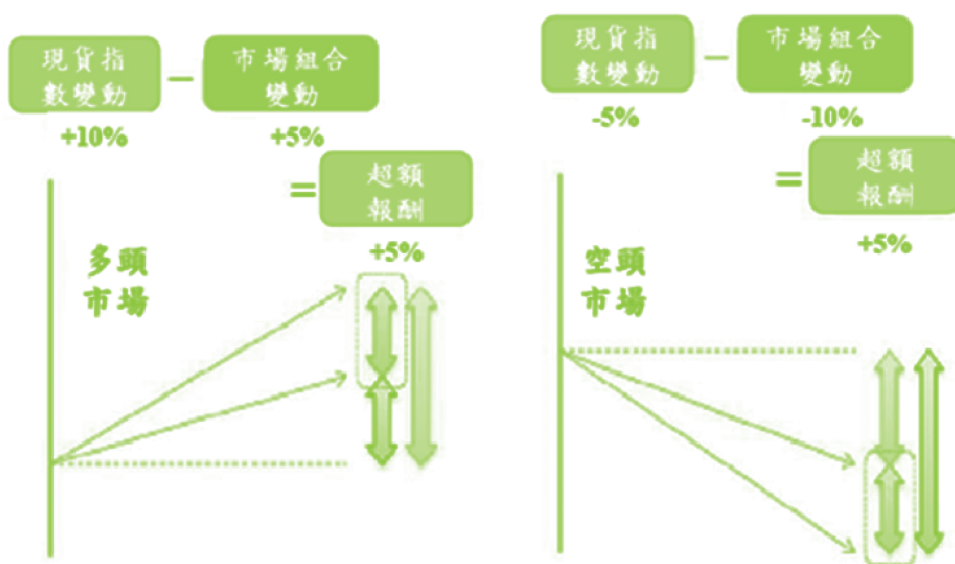 現貨指
數變動
−
市場組合
變動
+10%
+5%
=
超額
報酬
+5%
多頭
市場
現貨指
數變動
−
市場組合
變動
-5%
-10%
=
超額
報酬
+5%
空頭
市場